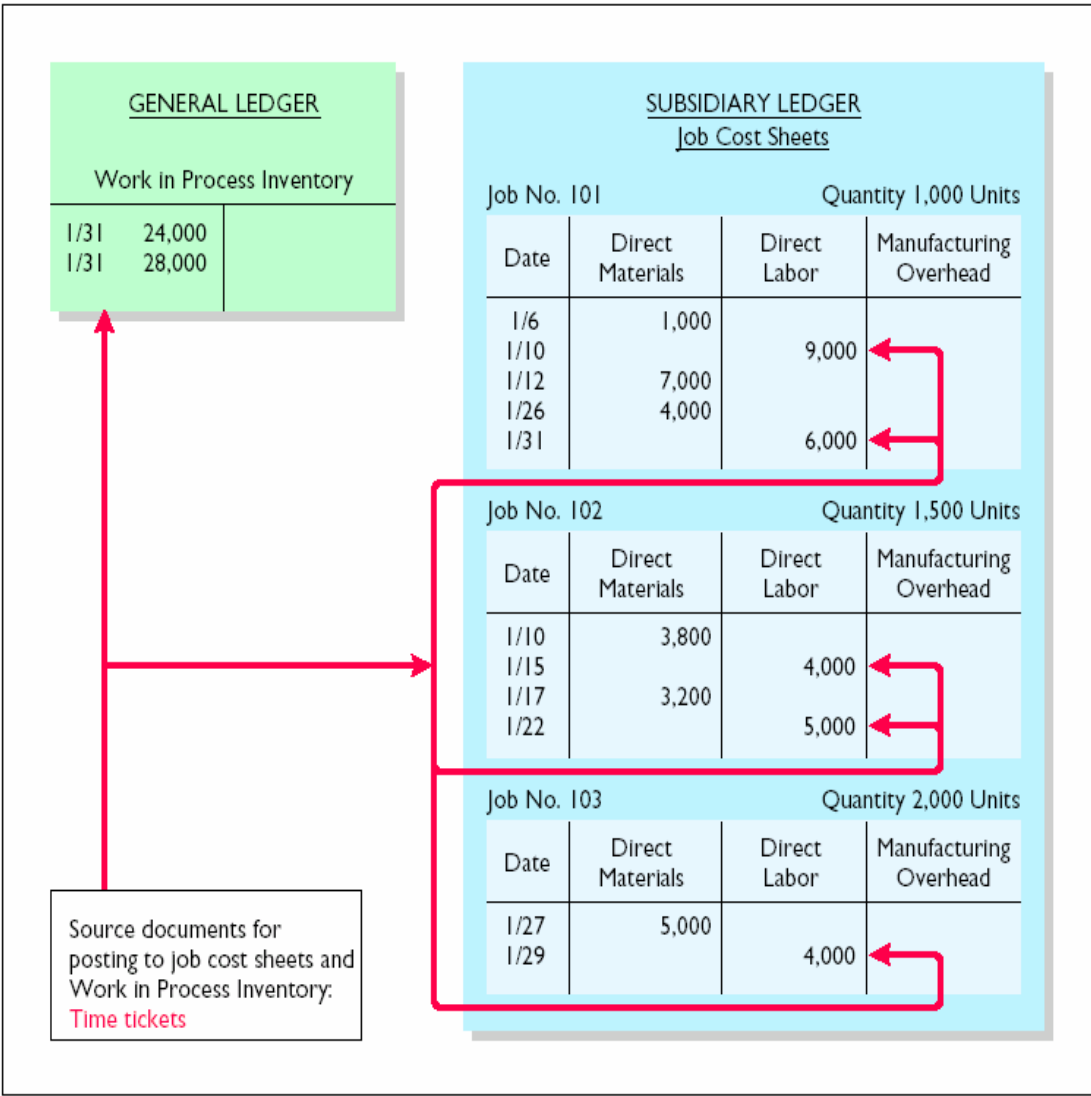 GENERAL LEDGER
Work in Process Inventory
1/31 24,000
1/31 28,000
SUBSIDIARY LEDGER
Job Cost Sheets
Job No. 101 Quantity 1,000 Units
Date Direct Materials Direct Labor Manufacturing Overhead
1/6 1,000
1/10 9,000
1/12 7,000
1/26 4,000
1/31 6,000
Job No. 102 Quantity 1,500 Units
Date Direct Materials Direct Labor Manufacturing Overhead
1/10 3,800
1/15 4,000
1/17 3,200
1/22 5,000
Job No. 103 Quantity 2,000 Units
Date Direct Materials Direct Labor Manufacturing Overhead
1/27 5,000
1/29 4,000
Source documents for
posting to job cost sheets and
Work in Process Inventory:
Time tickets